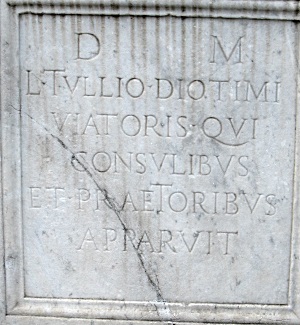 D M
L·TVLLIO·DIOTIMI
VIATORIS·QVI
CONSVLIBVS
ET·PRAETORIBVS
APPARVIT